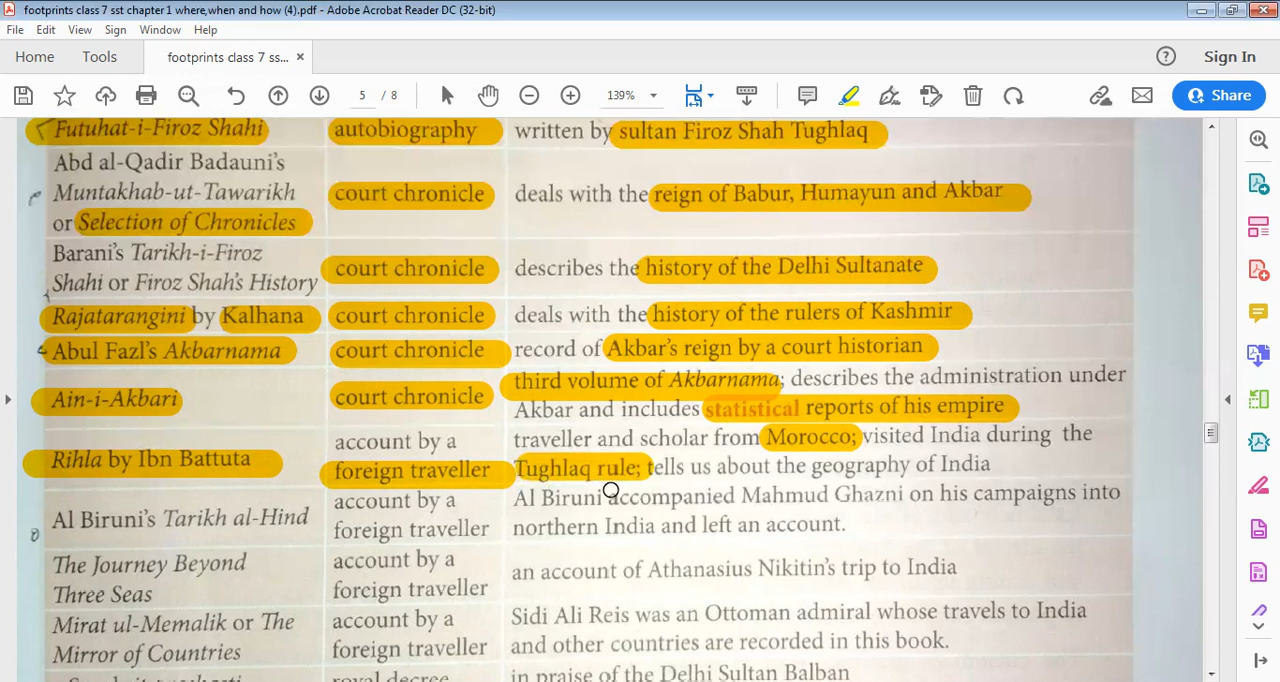 footprints class 7 sst chapter 1 where,when and how (4).pdf - Adobe Acrobat Reader DC (32-bit)
File Edit View Sign Window Help
Home Tools footprints class 7 ss... × ? Sign In
5 / 8 139% Share
Futuhat-i-Firoz Shahi autobiography written by sultan Firoz Shah Tughlaq
Abd al-Qadir Badauni's
Muntakhab-ut-Tawarikh court chronicle deals with the reign of Babur, Humayun and Akbar
or Selection of Chronicles
Barani's Tarikh-i-Firoz court chronicle describes the history of the Delhi Sultanate
Shahi or Firoz Shah's History
Rajatarangini by Kalhana court chronicle deals with the history of the rulers of Kashmir
Abul Fazl's Akbarnama court chronicle record of Akbar's reign by a court historian
Ain-i-Akbari court chronicle third volume of Akbarnama; describes the administration under
Akbar and includes statistical reports of his empire
Rihla by Ibn Battuta account by a traveller and scholar from Morocco; visited India during the
foreign traveller Tughlaq rule; tells us about the geography of India
Al Biruni's Tarikh al-Hind account by a Al Biruni accompanied Mahmud Ghazni on his campaigns into
foreign traveller northern India and left an account.
The Journey Beyond account by a an account of Athanasius Nikitin's trip to India
Three Seas foreign traveller
Mirat ul-Memalik or The account by a Sidi Ali Reis was an Ottoman admiral whose travels to India
Mirror of Countries foreign traveller and other countries are recorded in this book.
royal decree in praise of the Delhi Sultan Balban